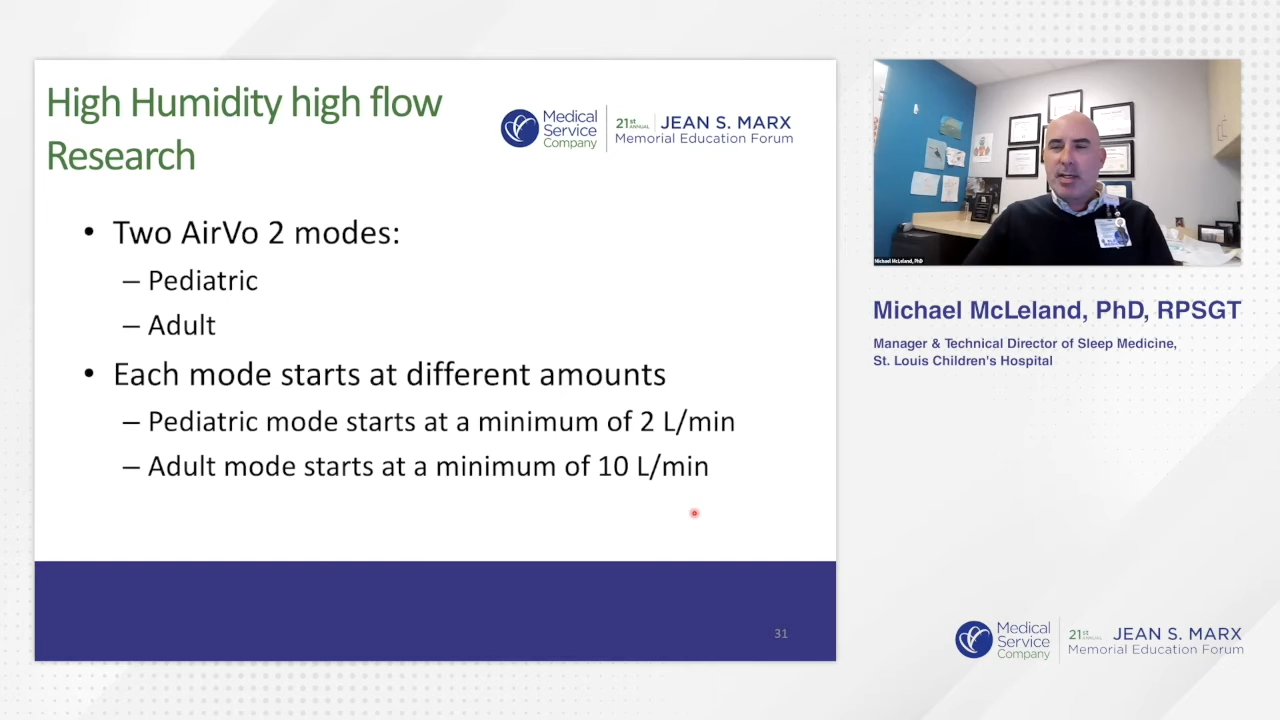 High Humidity high flow
Research
Medical
Service
Company
21st
ANNUAL
JEAN S. MARX
Memorial Education Forum
• Two AirVo 2 modes:
– Pediatric
– Adult
• Each mode starts at different amounts
– Pediatric mode starts at a minimum of 2 L/min
– Adult mode starts at a minimum of 10 L/min
31
Michael McLeland, PhD
Michael McLeland, PhD, RPSGT
Manager & Technical Director of Sleep Medicine,
St. Louis Children's Hospital
Medical
Service
Company
21st
ANNUAL
JEAN S. MARX
Memorial Education Forum